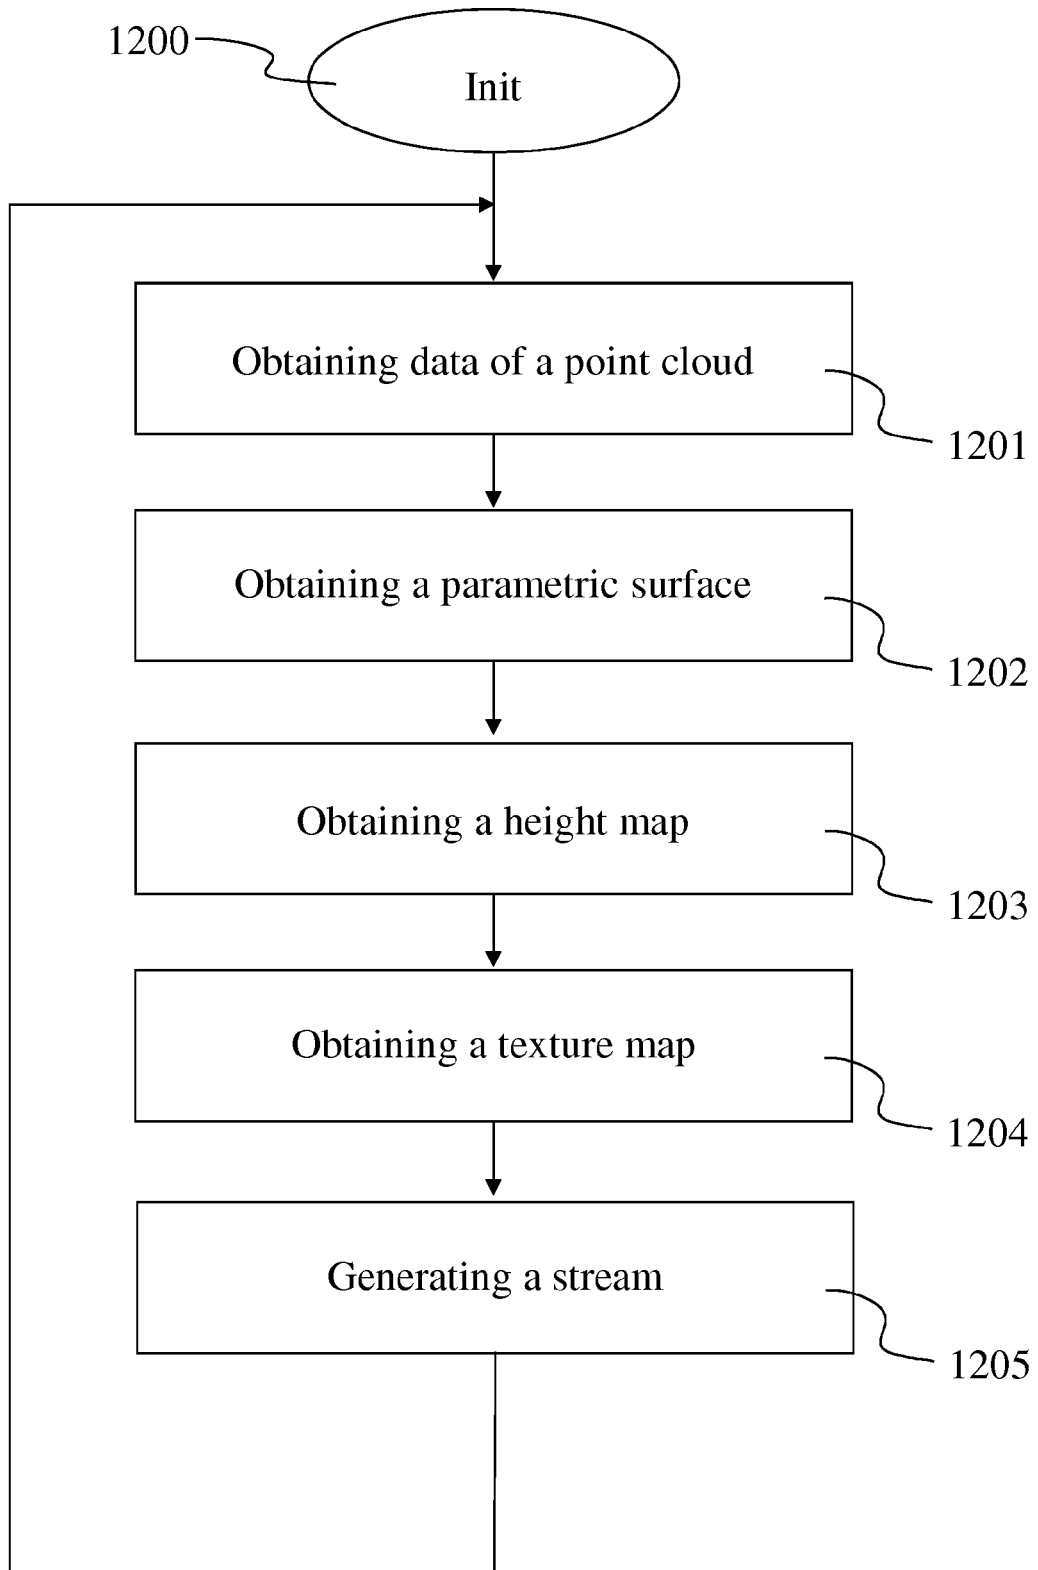 1200
Init
Obtaining data of a point cloud
1201
Obtaining a parametric surface
1202
Obtaining a height map
1203
Obtaining a texture map
1204
Generating a stream
1205